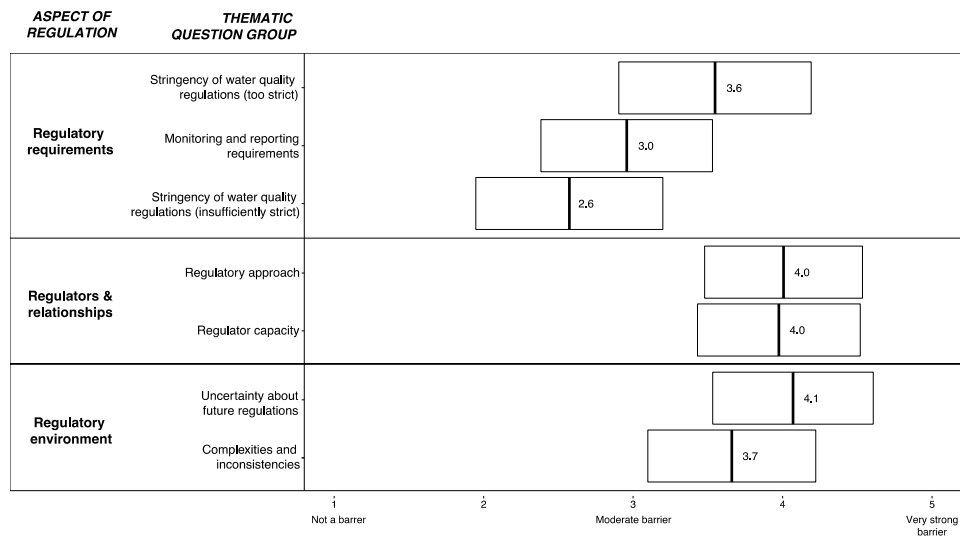 ASPECT OF
REGULATION
THEMATIC
QUESTION GROUP
Regulatory
requirements
Stringency of water quality
regulations (too strict)
3.6
Monitoring and reporting
requirements
3.0
Stringency of water quality
regulations (insufficiently strict)
2.6
Regulators &
relationships
Regulatory approach
4.0
Regulator capacity
4.0
Regulatory
environment
Uncertainty about
future regulations
4.1
Complexities and
inconsistencies
3.7
1
2
3
4
5
Not a barrer
Moderate barrier
Very strong
barrier